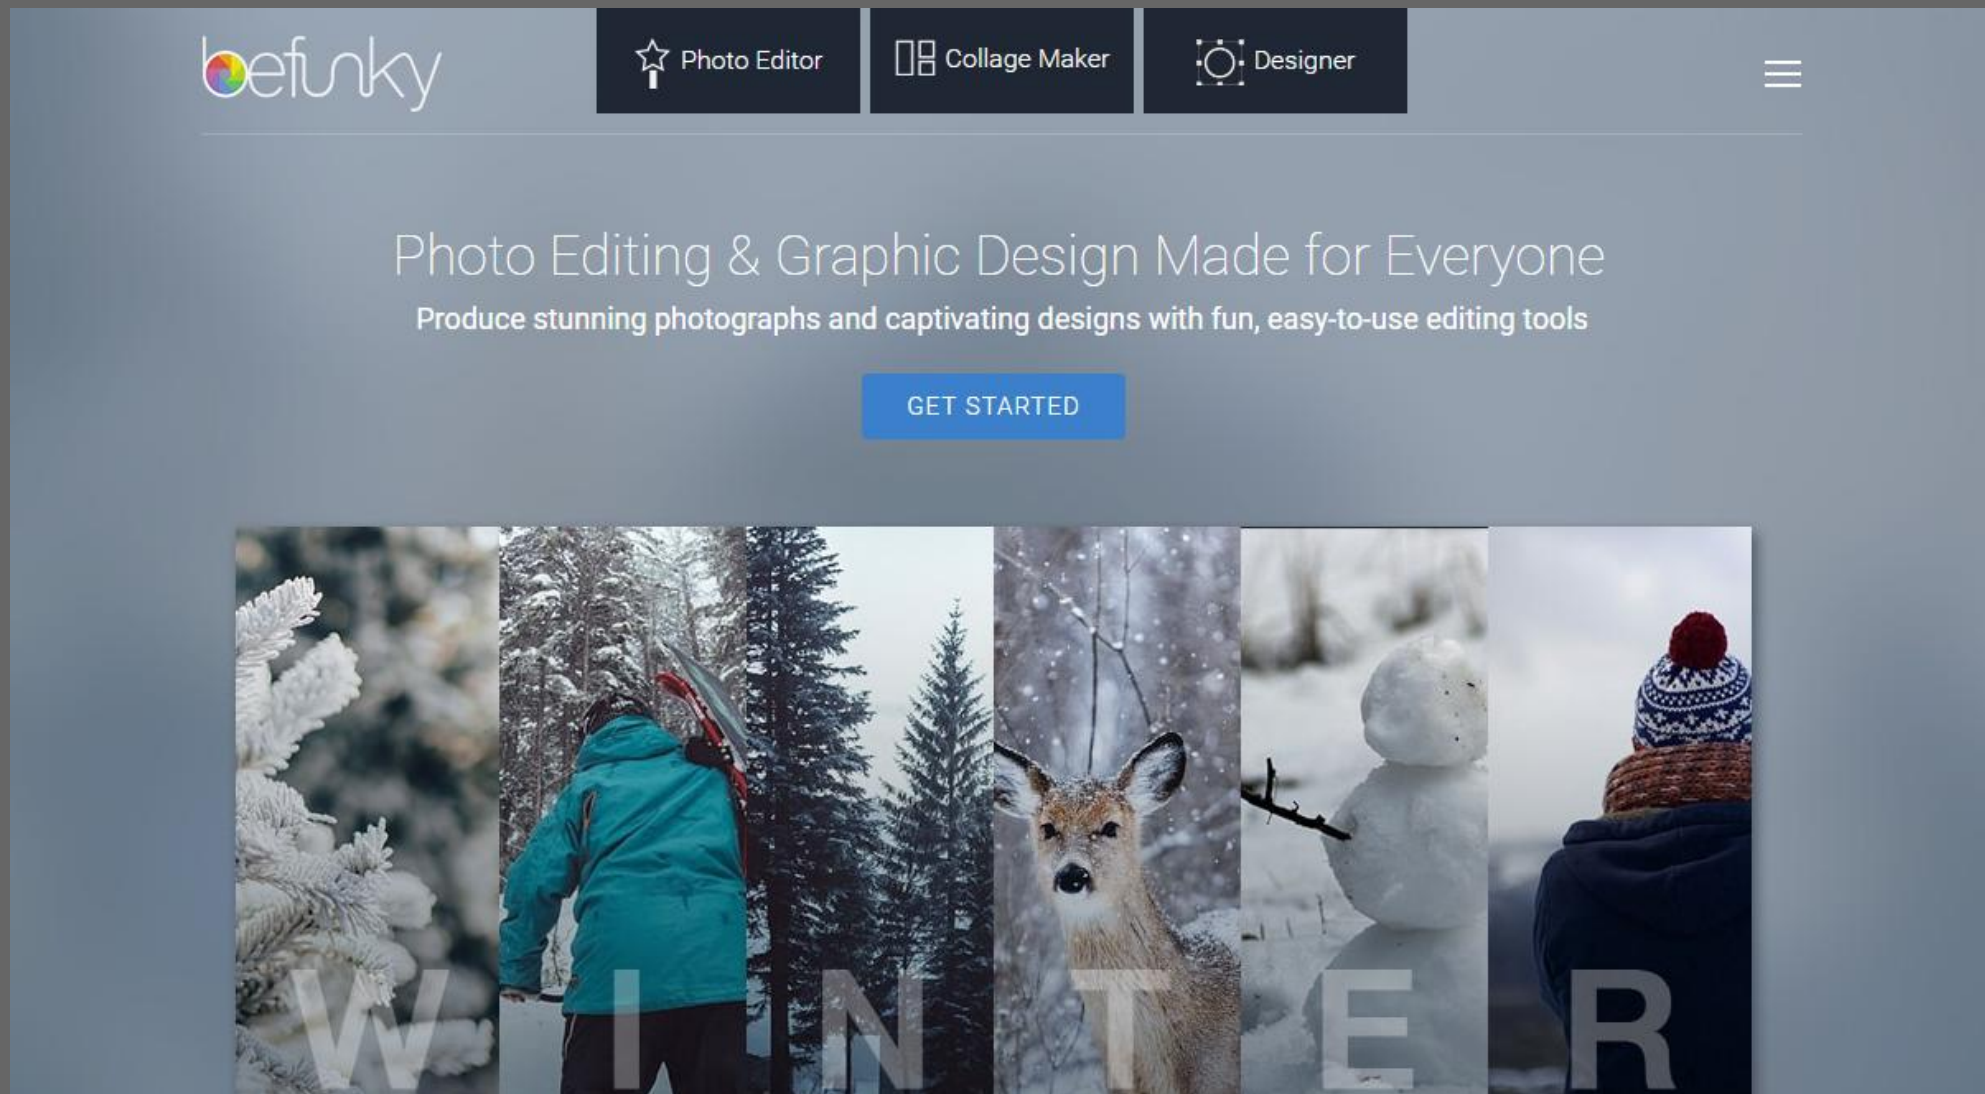 befunky
Photo Editor
Collage Maker
Designer
Photo Editing & Graphic Design Made for Everyone
Produce stunning photographs and captivating designs with fun, easy-to-use editing tools
GET STARTED
WINTER